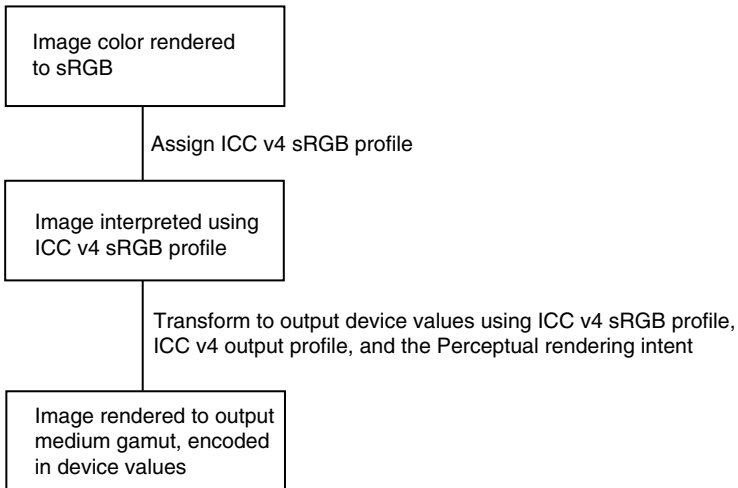 Image color rendered
to sRGB
Assign ICC v4 sRGB profile
Image interpreted using
ICC v4 sRGB profile
Transform to output device values using ICC v4 sRGB profile,
ICC v4 output profile, and the Perceptual rendering intent
Image rendered to output
medium gamut, encoded
in device values